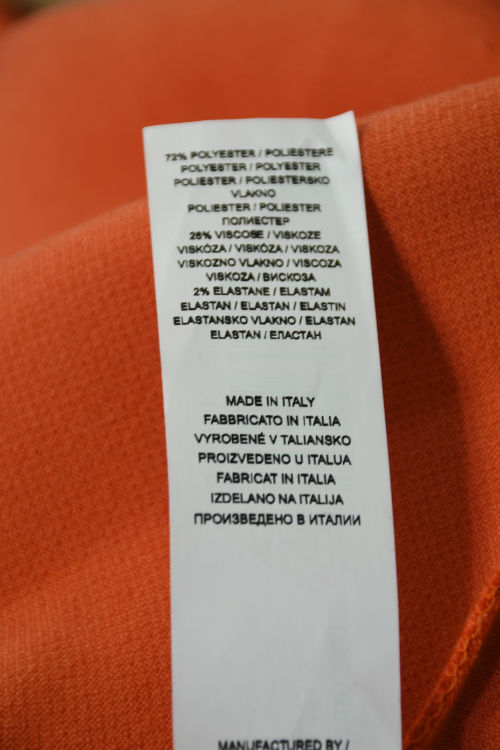 72% POLYESTER / POLIESTERE
POLYESTER / POLYESTER
POLIESTER / POLIESTERSKO
VLAKNO
POLIESTER / POLIESTER
ПОЛИЕСТЕР
26% VISCOSE / VISKOZE
VISKÓZA / VISKÓZA / VISKOZA
VISKOZNO VLAKNO / VISCOZA
VISKOZA / ВИСКОЗА
2% ELASTANE / ELASTAM
ELASTAN / ELASTAN / ELASTIN
ELASTANSKO VLAKNO / ELASTAN
ELASTAN / ЕЛАСТАН
MADE IN ITALY
FABBRICATO IN ITALIA
VYROBENÉ V TALIANSKO
PROIZVEDENO U ITALUA
FABRICAT IN ITALIA
IZDELANO NA ITALIJA
ПРОИЗВЕДЕНО В ИТАЛИИ
MANUFACTURED BY /